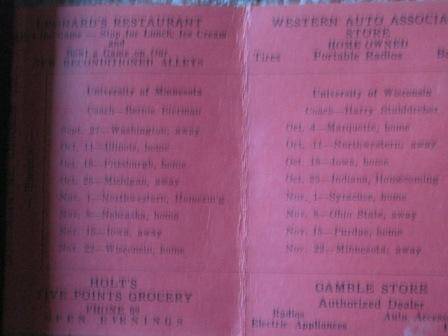 LEONARD'S RESTAURANT
Stop for Lunch, Ice Cream
and
Bowl a Game on Our
RECONDITIONED ALLEYS
University of Minnesota
Coach—Bernie Bierman
Sept. 27—Washington, away
Oct. 11—Illinois, home
Oct. 18—Pittsburgh, home
Oct. 25—Michigan, away
Nov. 1—Northwestern, Homecoming
Nov. 8—Nebraska, home
Nov. 15—Iowa, away
Nov. 22—Wisconsin, home
HOLT'S
FIVE POINTS GROCERY
PHONE 60
OPEN EVENINGS
WESTERN AUTO ASSOCIA
STORE
HOME OWNED
Tires Portable Radios
University of Wisconsin
Coach—Harry Stuhldreher
Oct. 4—Marquette, home
Oct. 11—Northwestern, away
Oct. 18—Iowa, home
Oct. 25—Indiana, Homecoming
Nov. 1—Syracuse, home
Nov. 8—Ohio State, away
Nov. 15—Purdue, home
Nov. 22—Minnesota, away
GAMBLE STORE
Authorized Dealer
Radios Auto Access
Electric Appliances